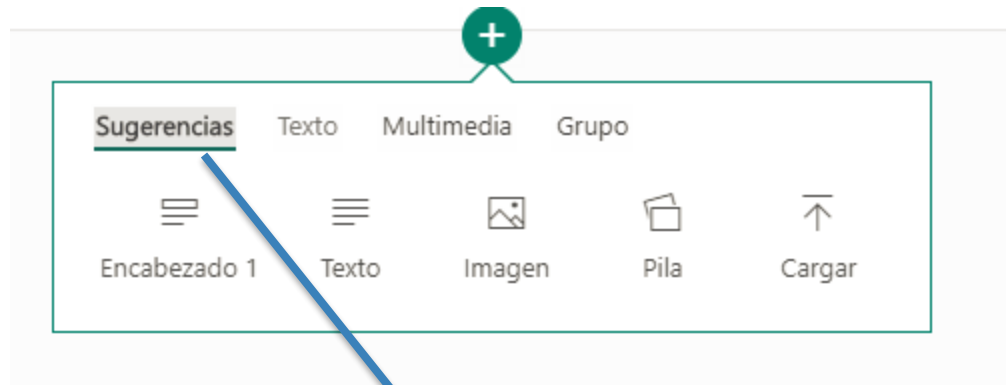 Sugerencias Texto Multimedia Grupo
Encabezado 1 Texto Imagen Pila Cargar